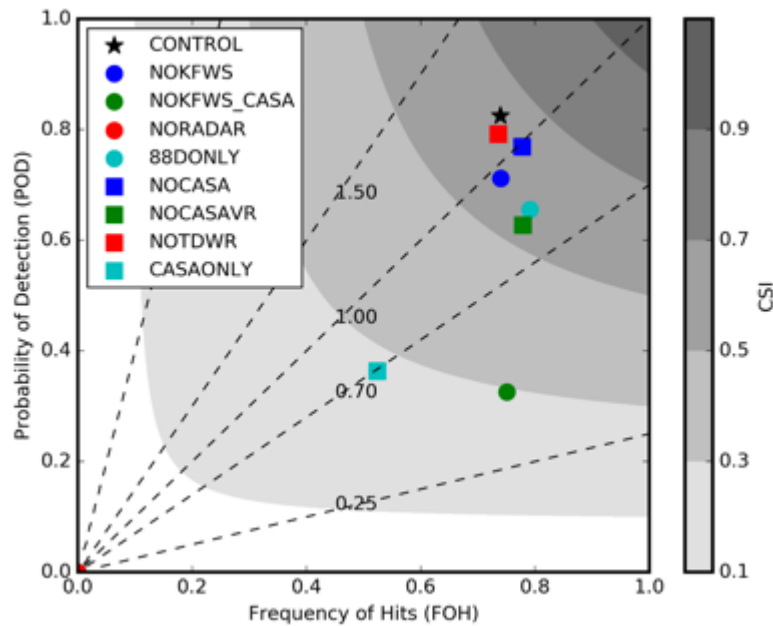 1.0
0.8
0.6
0.4
0.2
0.0
Probability of Detection (POD)
CONTROL
NOKFWS
NOKFWS_CASA
NORADAR
88DONLY
NOCASA
NOCASAVR
NOTDWR
CASAONLY
1.50
1.00
0.70
0.25
0.0 0.2 0.4 0.6 0.8 1.0
Frequency of Hits (FOH)
0.9
0.7
0.5
0.3
0.1
CSI